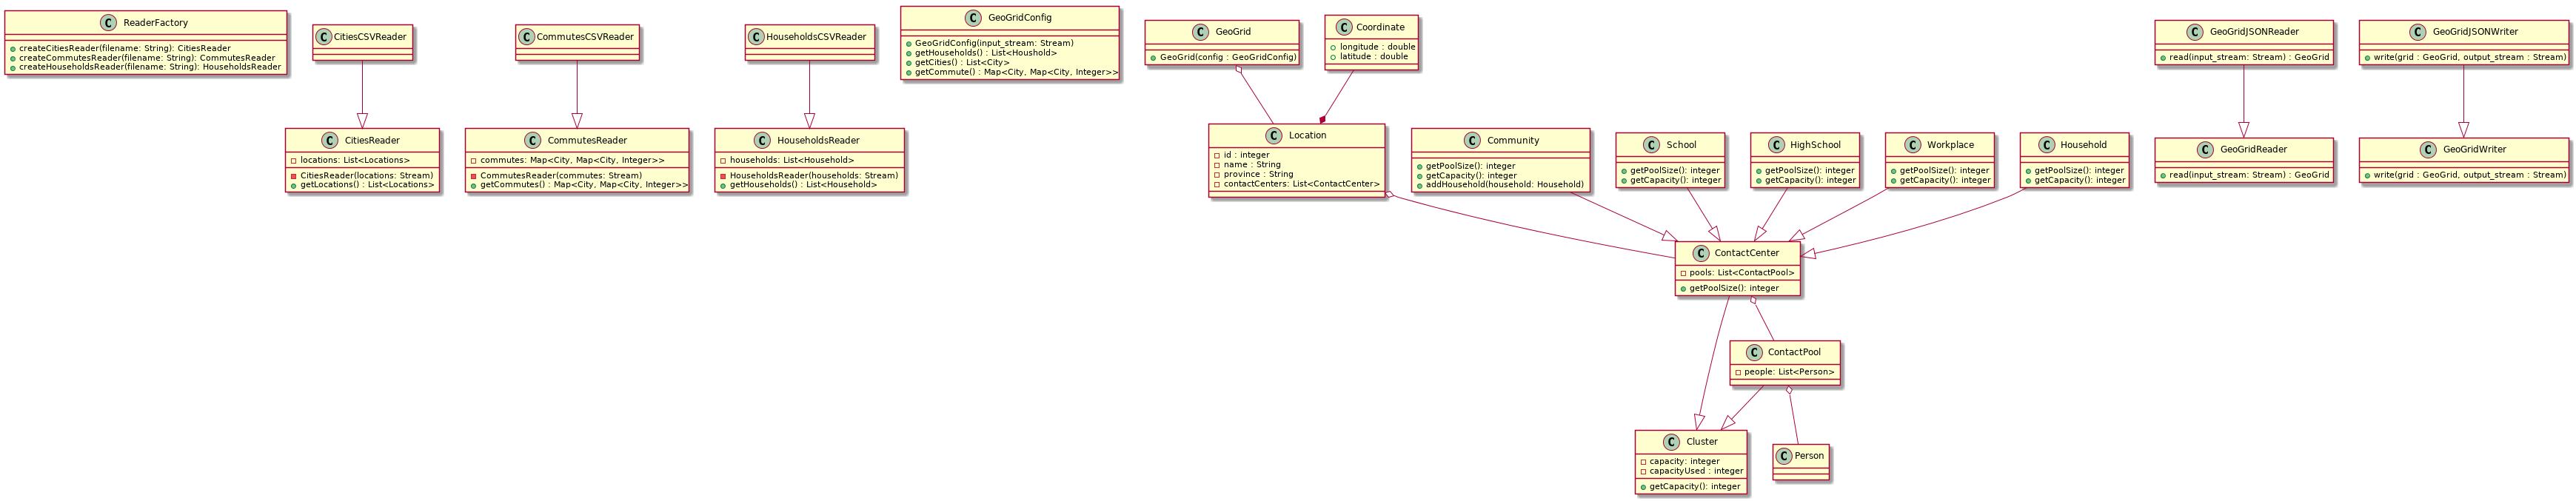 ReaderFactory
createCitiesReader(filename: String): CitiesReader
createCommutesReader(filename: String): CommutesReader
createHouseholdsReader(filename: String): HouseholdsReader
CitiesCSVReader
CommutesCSVReader
HouseholdsCSVReader
GeoGridConfig
GeoGridConfig(input_stream: Stream)
getHouseholds() : List<Houshold>
getCities() : List<City>
getCommute() : Map<City, Map<City, Integer>>
GeoGrid
GeoGrid(config : GeoGridConfig)
Coordinate
longitude : double
latitude : double
GeoGridJSONReader
read(input_stream: Stream) : GeoGrid
GeoGridJSONWriter
write(grid : GeoGrid, output_stream : Stream)
CitiesReader
locations: List<Locations>
CitiesReader(locations: Stream)
getLocations() : List<Locations>
CommutesReader
commutes: Map<City, Map<City, Integer>>
CommutesReader(commutes: Stream)
getCommutes() : Map<City, Map<City, Integer>>
HouseholdsReader
households: List<Household>
HouseholdsReader(households: Stream)
getHouseholds() : List<Household>
Location
id : integer
name : String
province : String
contactCenters: List<ContactCenter>
Community
getPoolSize(): integer
getCapacity(): integer
addHousehold(household: Household)
School
getPoolSize(): integer
getCapacity(): integer
HighSchool
getPoolSize(): integer
getCapacity(): integer
Workplace
getPoolSize(): integer
getCapacity(): integer
Household
getPoolSize(): integer
getCapacity(): integer
GeoGridReader
read(input_stream: Stream) : GeoGrid
GeoGridWriter
write(grid : GeoGrid, output_stream : Stream)
ContactCenter
pools: List<ContactPool>
getPoolSize(): integer
ContactPool
people: List<Person>
Cluster
capacity: integer
capacityUsed : integer
getCapacity(): integer
Person